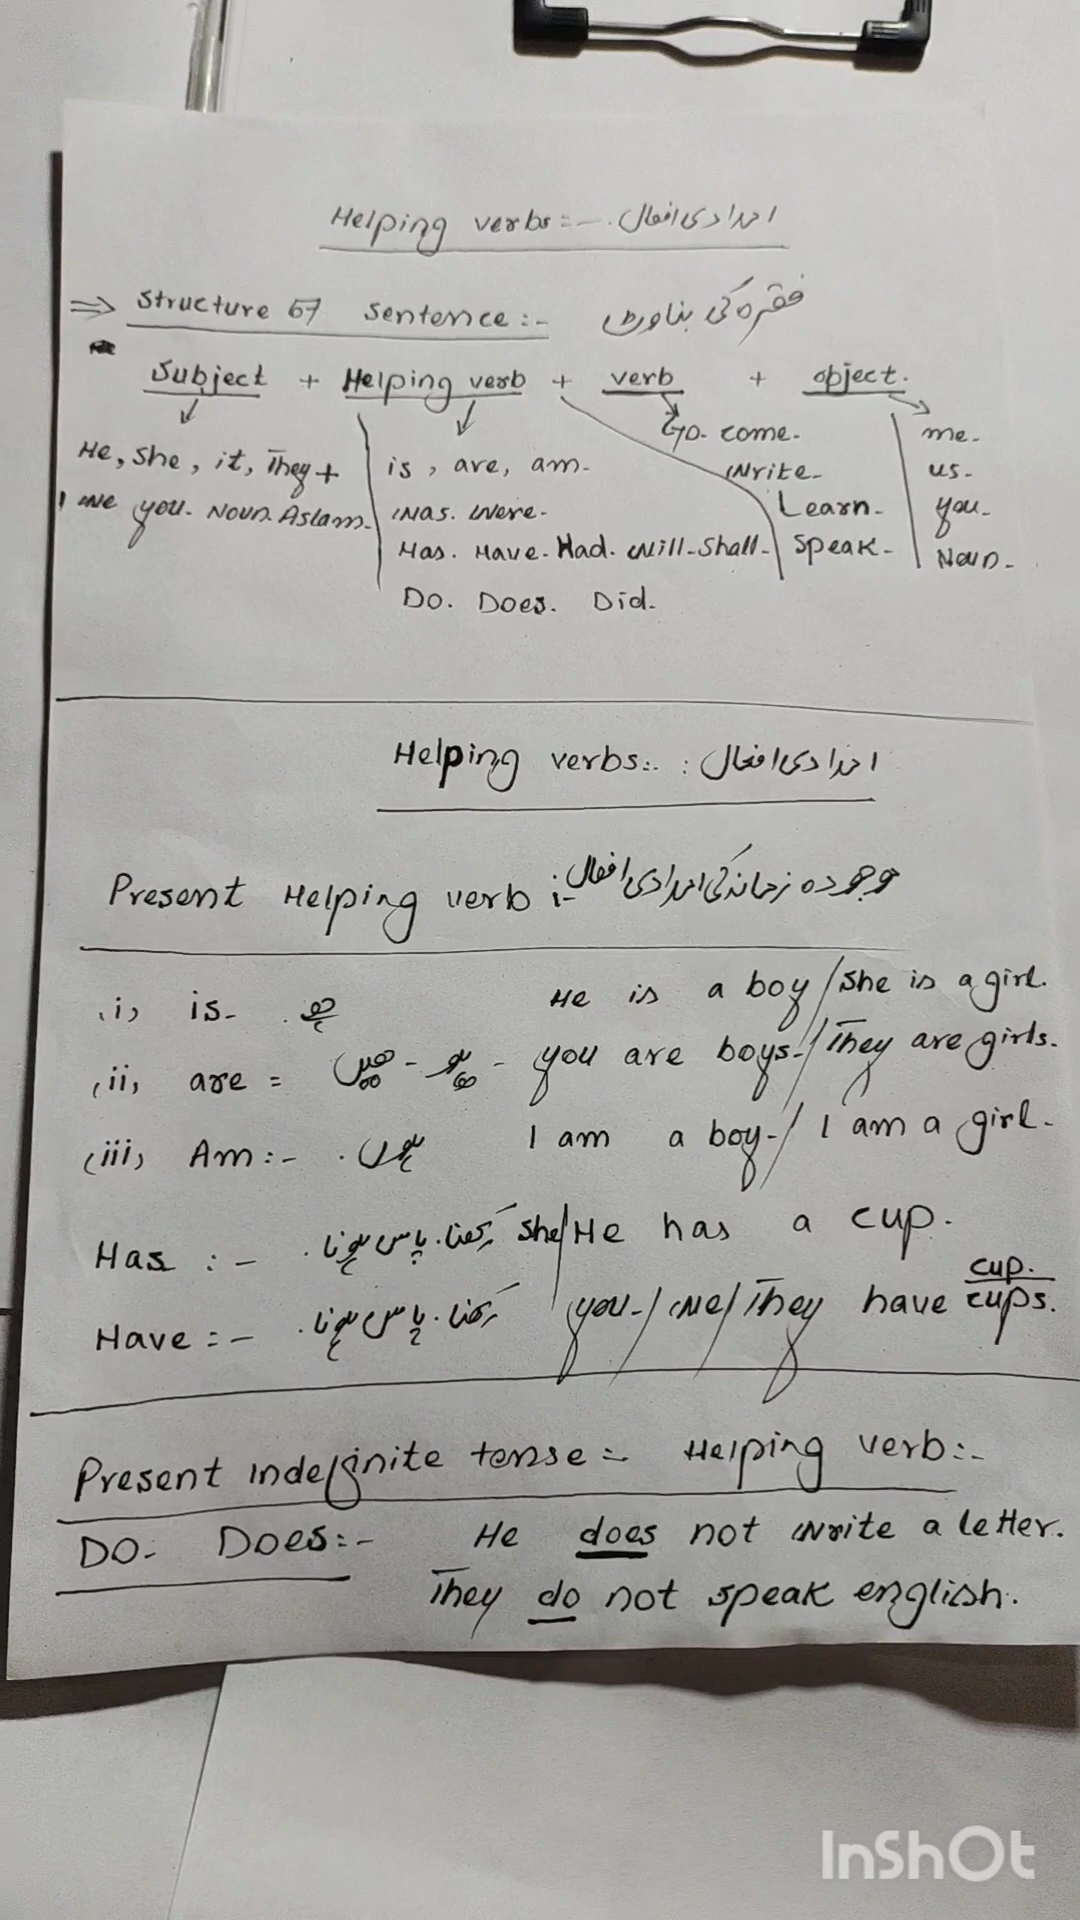 Helping verbs:-. امدادی افعال
⇒ Structure of Sentence:- فقرہ کی بناوٹ
Subject + Helping verb + verb + object.
He, she, it, They + is, are, am. Go. come. me.
I we you. Noun. Aslam. Was. Were. Write. us.
Has. Have. Had. Will. Shall. Learn. you.
Do. Does. Did. Speak. Noun.
Helping verbs:. : امدادی افعال
Present Helping verb :- موجودہ زمانہ کی امدادی افعال
(i) is- ہے. He is a boy/She is a girl.
(ii) are = ہیں - ہو - you are boys-/They are girls.
(iii) Am:- ہوں. I am a boy-/ I am a girl.
Has :- رکھنا. پاس ہونا. She/He has a cup.
Have :- رکھنا. پاس ہونا. you-/We/They have cup. cups.
Present indefinite tense:- Helping verb:-
DO- DOES:- He does not write a letter.
They do not speak english.
InShOt